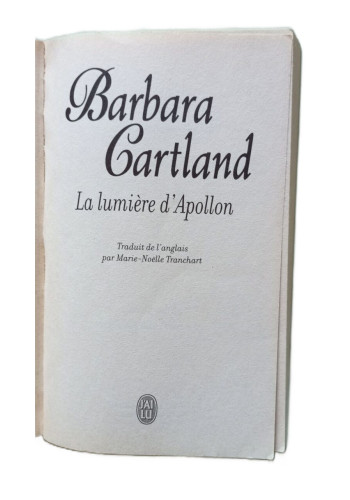 Barbara
Cartland
La lumière d'Apollon
Traduit de l'anglais
par Marie-Noëlle Tranchart
J'AI
LU